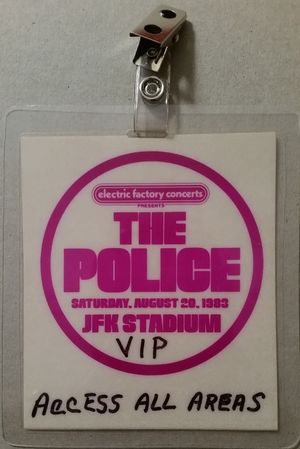 electric factory concerts
PRESENTS
THE
POLICE
SATURDAY, AUGUST 20, 1983
JFK STADIUM
VIP
ACCESS ALL AREAS